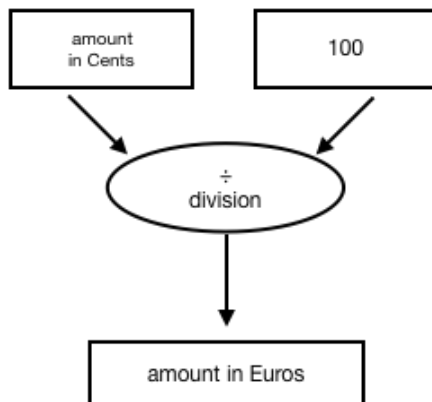 amount
in Cents
100
÷
division
amount in Euros